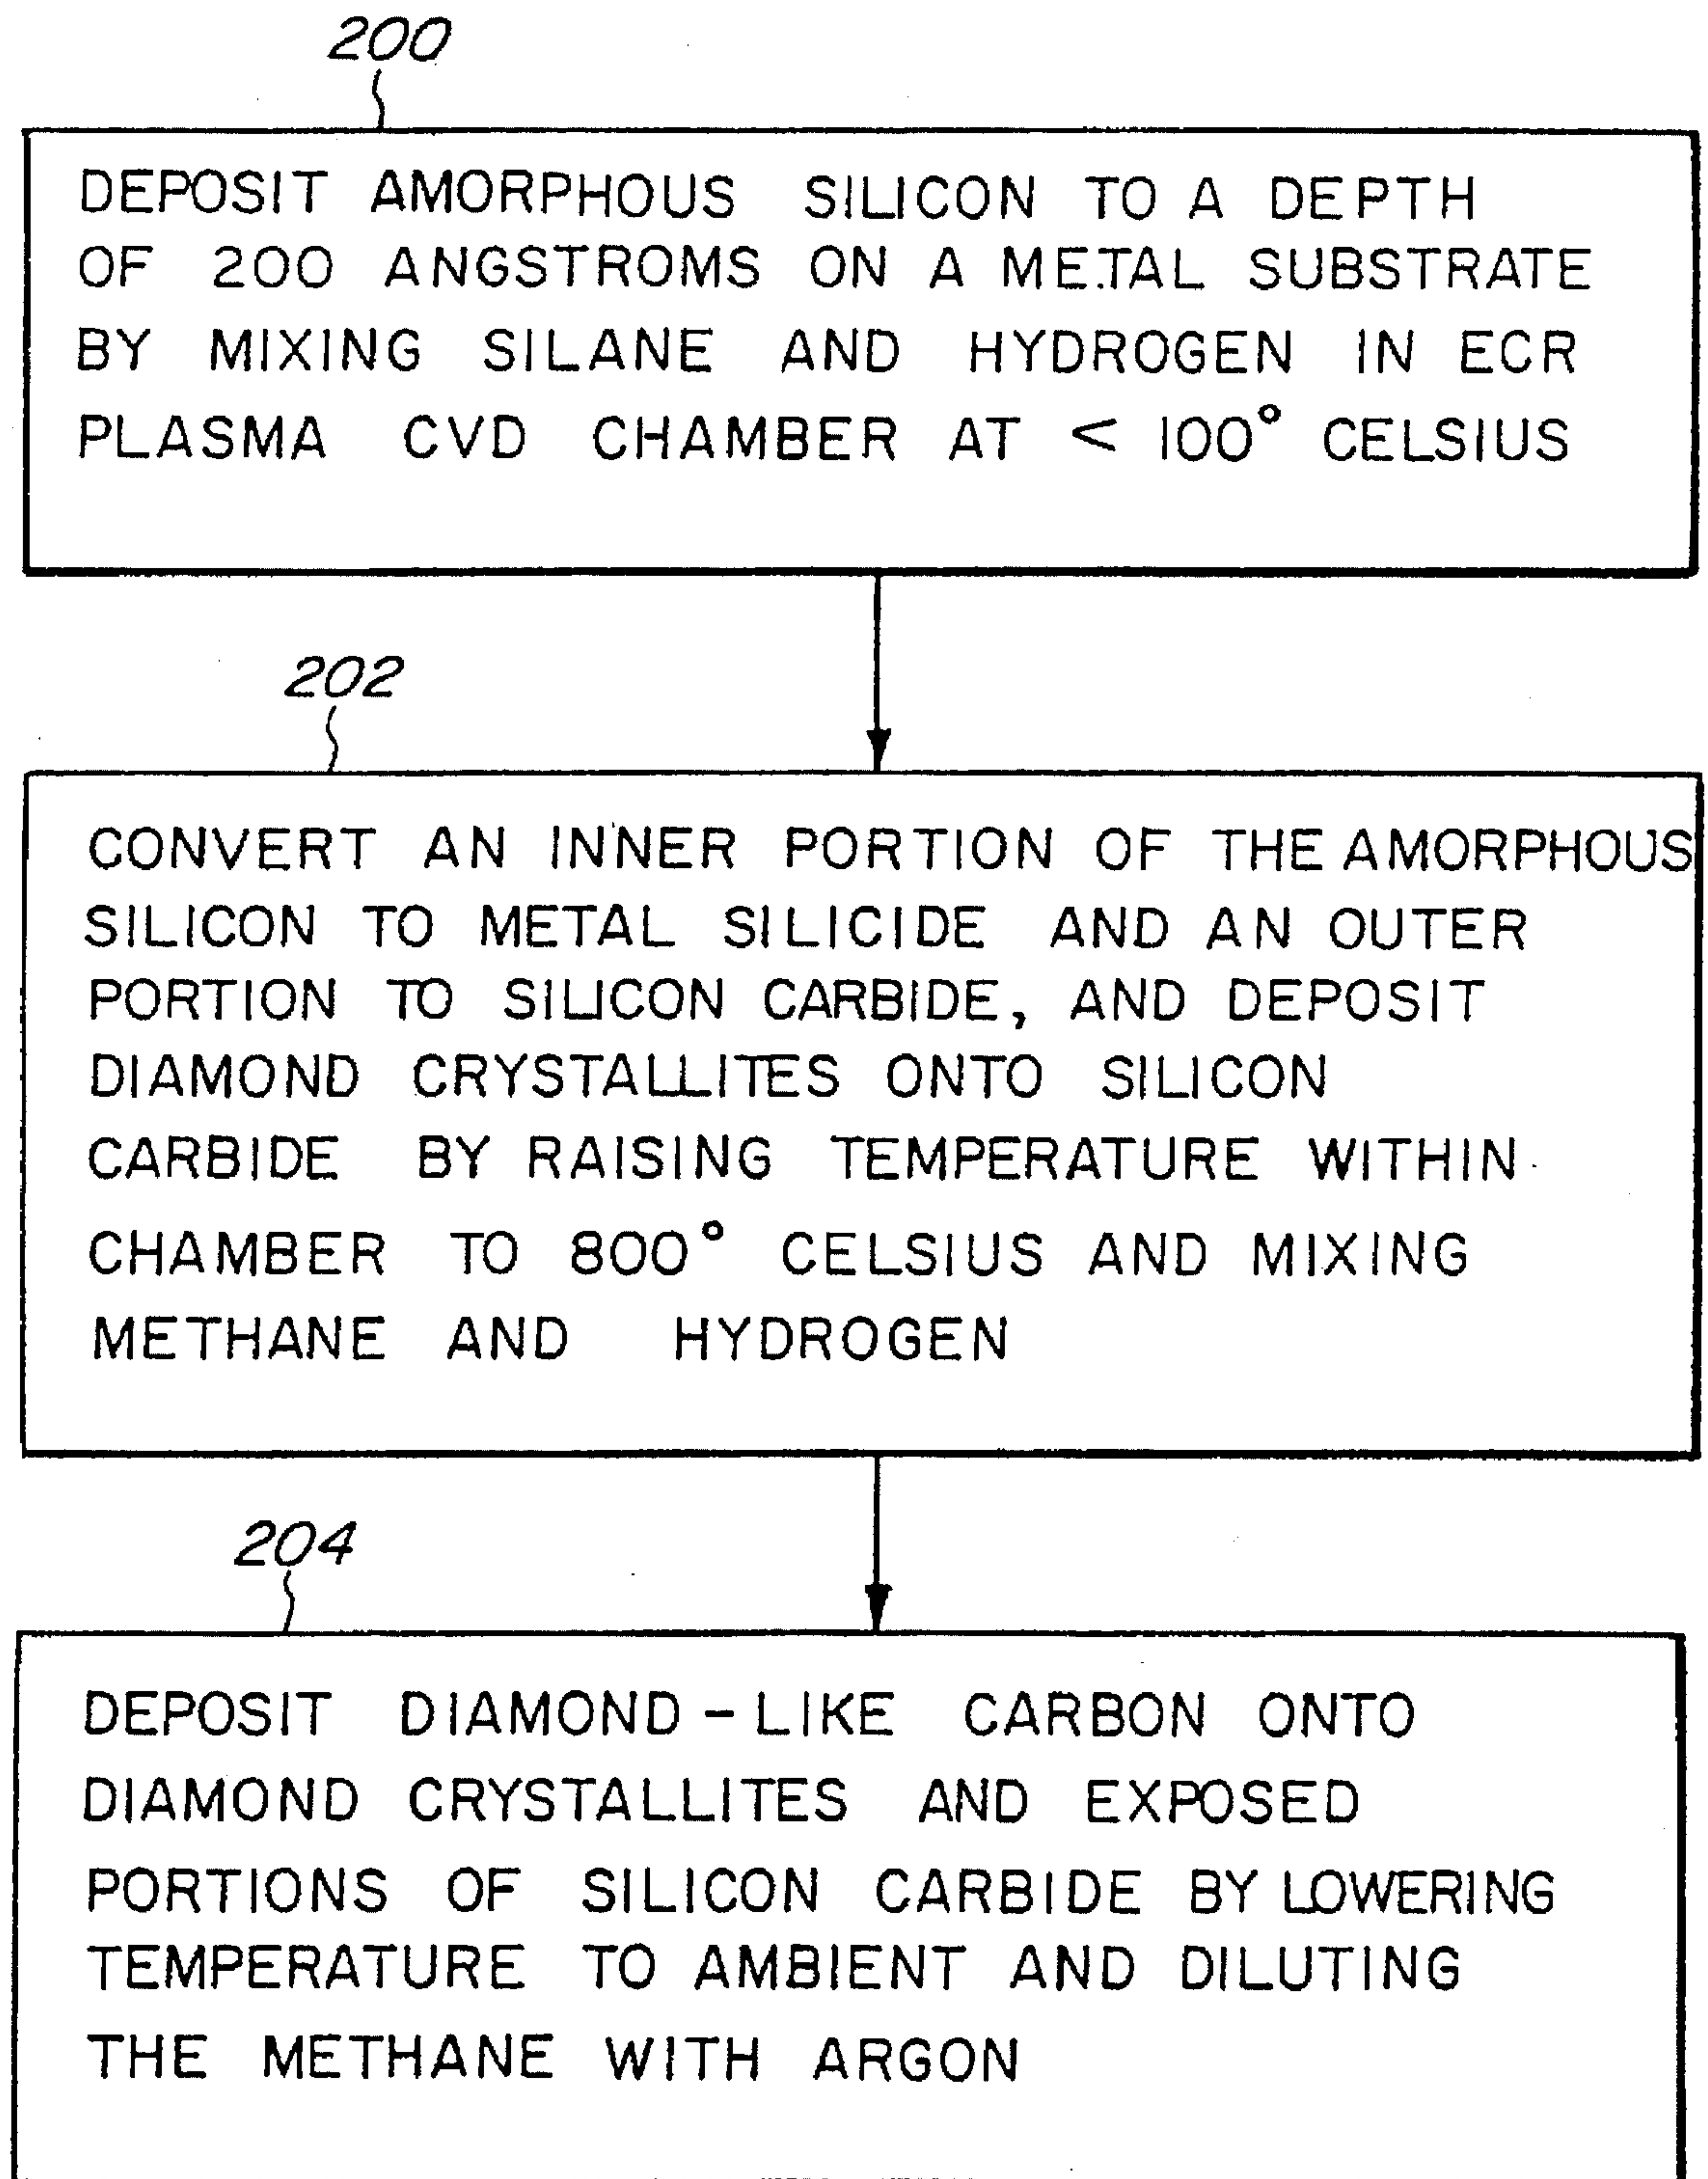 200
DEPOSIT AMORPHOUS SILICON TO A DEPTH
OF 200 ANGSTROMS ON A METAL SUBSTRATE
BY MIXING SILANE AND HYDROGEN IN ECR
PLASMA CVD CHAMBER AT < 100° CELSIUS
202
CONVERT AN INNER PORTION OF THE AMORPHOUS
SILICON TO METAL SILICIDE AND AN OUTER
PORTION TO SILICON CARBIDE, AND DEPOSIT
DIAMOND CRYSTALLITES ONTO SILICON
CARBIDE BY RAISING TEMPERATURE WITHIN
CHAMBER TO 800° CELSIUS AND MIXING
METHANE AND HYDROGEN
204
DEPOSIT DIAMOND-LIKE CARBON ONTO
DIAMOND CRYSTALLITES AND EXPOSED
PORTIONS OF SILICON CARBIDE BY LOWERING
TEMPERATURE TO AMBIENT AND DILUTING
THE METHANE WITH ARGON